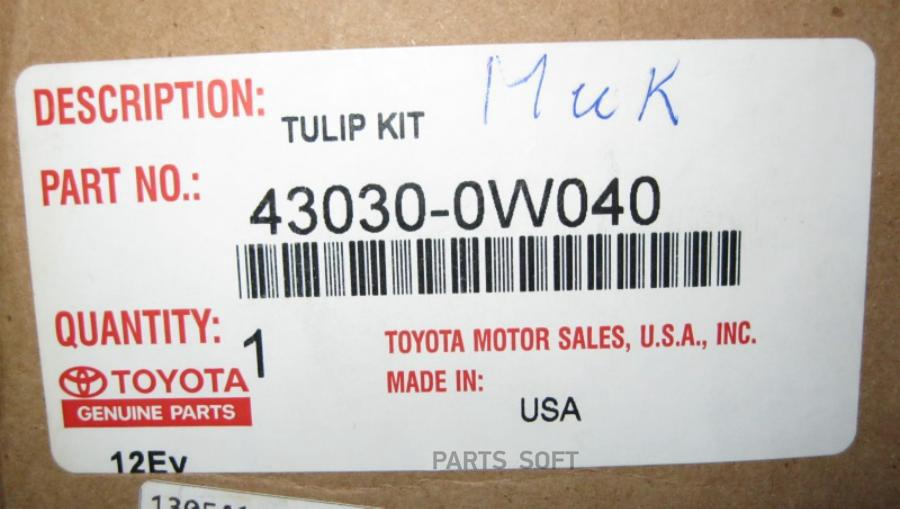 DESCRIPTION: TULIP KIT Мик
PART NO.:
43030-0W040
QUANTITY: 1
TOYOTA MOTOR SALES, U.S.A., INC.
TOYOTA
MADE IN:
GENUINE PARTS
USA
12Ev
PARTS SOFT